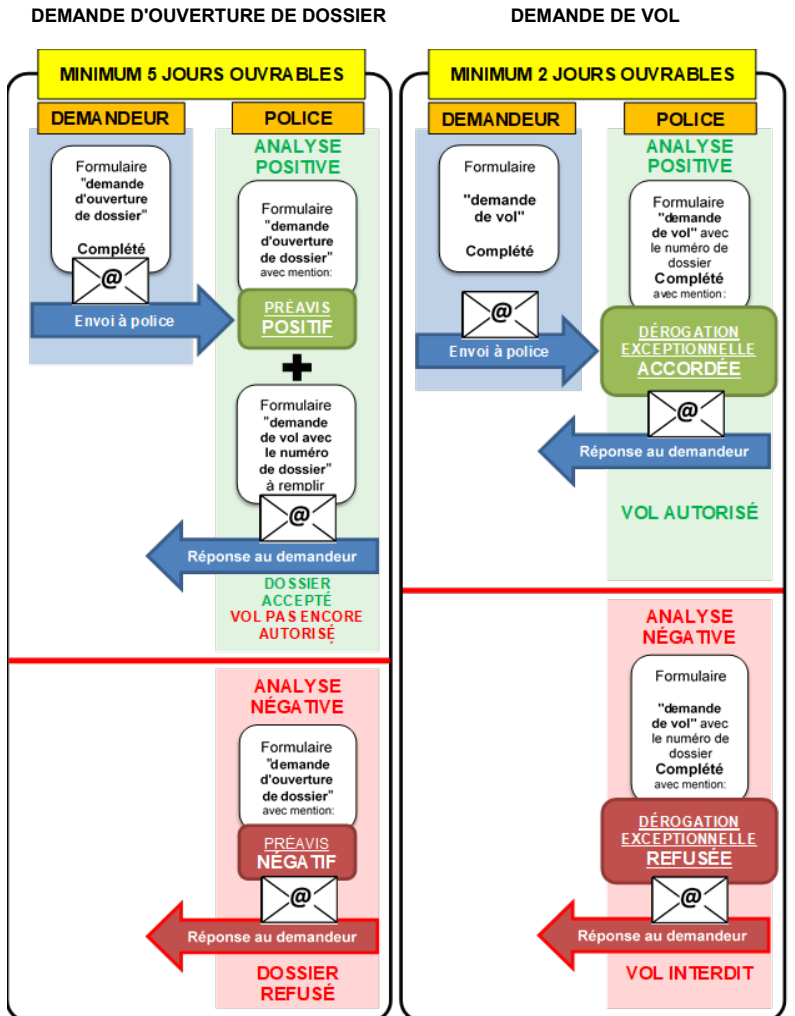 DEMANDE D'OUVERTURE DE DOSSIER
MINIMUM 5 JOURS OUVRABLES
DEMANDEUR
Formulaire
"demande
d'ouverture
de dossier"
Complété
@
Envoi à police
POLICE
ANALYSE
POSITIVE
Formulaire
"demande
d'ouverture
de dossier"
avec mention:
PRÉAVIS
POSITIF
Formulaire
"demande
de vol avec
le numéro
de dossier"
à remplir
@
Réponse au demandeur
DOSSIER
ACCEPTÉ
VOL PAS ENCORE
AUTORISÉ
ANALYSE
NÉGATIVE
Formulaire
"demande
d'ouverture
de dossier"
avec mention:
PRÉAVIS
NÉGATIF
@
Réponse au demandeur
DOSSIER
REFUSÉ
DEMANDE DE VOL
MINIMUM 2 JOURS OUVRABLES
DEMANDEUR
Formulaire
"demande
de vol"
Complété
@
Envoi à police
POLICE
ANALYSE
POSITIVE
Formulaire
"demande
de vol" avec
le numéro de
dossier
Complété
avec mention:
DÉROGATION
EXCEPTIONNELLE
ACCORDÉE
@
Réponse au demandeur
VOL AUTORISÉ
ANALYSE
NÉGATIVE
Formulaire
"demande
de vol" avec
le numéro de
dossier
Complété
avec mention:
DÉROGATION
EXCEPTIONNELLE
REFUSÉE
@
Réponse au demandeur
VOL INTERDIT